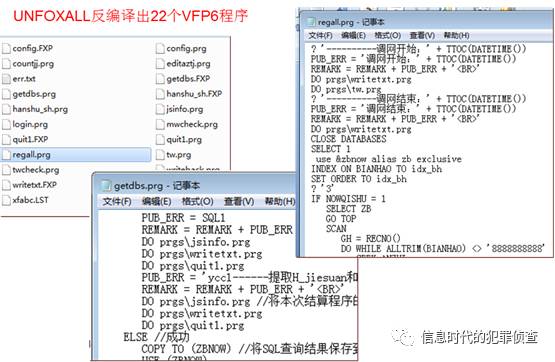 UNFOXALL反编译出22个VFP6程序
config.FXP
countjj.prg
err.txt
getdbs.prg
hanshu_sh.prg
login.prg
quit1.FXP
regall.prg
twcheck.prg
writetxt.FXP
xfabc.LST
config.prg
editaztj.prg
getdbs.FXP
hanshu_sh.FXP
jsinfo.prg
mwcheck.prg
quit1.prg
tw.prg
regall.prg - 记事本
文件(F) 编辑(E) 格式(O) 查看(V) 帮助(H)
? '----------调网开始：' + TTOC(DATETIME())
PUB_ERR = '调网开始：' + TTOC(DATETIME())
REMARK = REMARK + PUB_ERR + '<BR>'
DO prgs\writetxt.prg
DO prgs\tw.prg
? '----------调网结束：' + TTOC(DATETIME())
PUB_ERR = '调网结束：' + TTOC(DATETIME())
REMARK = REMARK + PUB_ERR + '<BR>'
DO prgs\writetxt.prg
CLOSE DATABASES
SELECT 1
use &zbnow alias zb exclusive
INDEX ON BIANHAO TO idx_bh
SET ORDER TO idx_bh
? '3'
IF NOWQISHU = 1
SELECT ZB
GO TOP
SCAN
GH = RECNO()
DO WHILE ALLTRIM(BIANHAO) <> '8888888888'
getdbs.prg - 记事本
文件(F) 编辑(E) 格式(O) 查看(V) 帮助(H)
PUB_ERR = SQL1
REMARK = REMARK + PUB_ERR + '<BR>'
DO prgs\jsinfo.prg
DO prgs\writetxt.prg
DO prgs\quit1.prg
PUB_ERR = 'ycc1------提取H_jiesuan和
REMARK = REMARK + PUB_ERR + '<BR>'
DO prgs\jsinfo.prg //将本次结算程序的
DO prgs\writetxt.prg
DO prgs\quit1.prg
ELSE //成功
COPY TO (ZBNOW) //将SQL查询结果保存到
信息时代的犯罪侦查